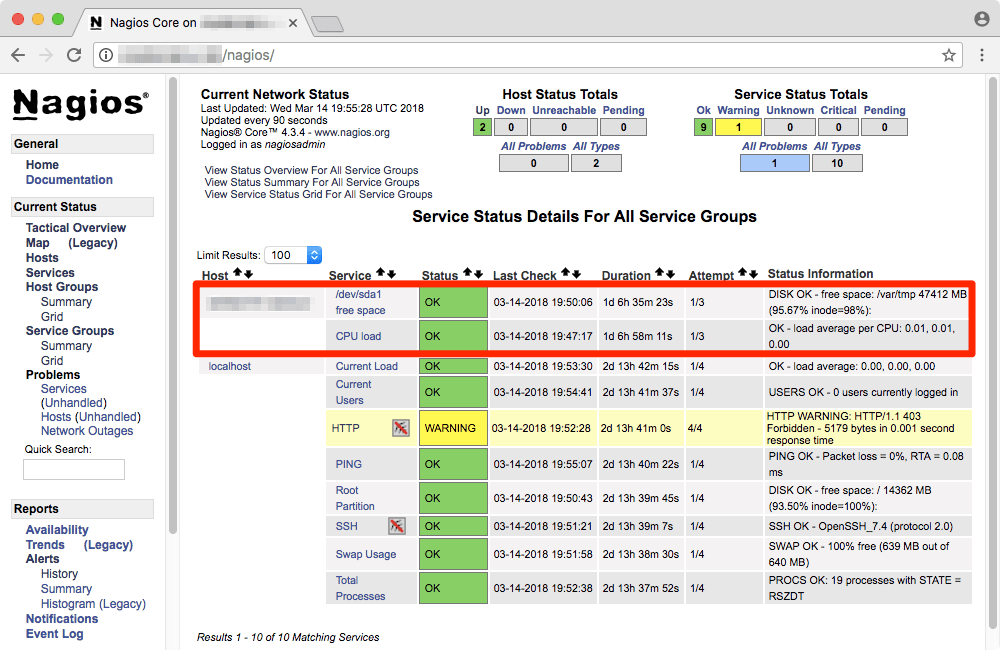 Nagios Core on
/nagios/
Nagios®
General
Home
Documentation
Current Status
Tactical Overview
Map (Legacy)
Hosts
Services
Host Groups
Summary
Grid
Service Groups
Summary
Grid
Problems
Services
(Unhandled)
Hosts (Unhandled)
Network Outages
Quick Search:
Reports
Availability
Trends (Legacy)
Alerts
History
Summary
Histogram (Legacy)
Notifications
Event Log
Current Network Status
Last Updated: Wed Mar 14 19:55:28 UTC 2018
Updated every 90 seconds
Nagios® Core™ 4.3.4 - www.nagios.org
Logged in as nagiosadmin
View Status Overview For All Service Groups
View Status Summary For All Service Groups
View Service Status Grid For All Service Groups
Host Status Totals
Up Down Unreachable Pending
2 0 0 0
All Problems All Types
0 2
Service Status Totals
Ok Warning Unknown Critical Pending
9 1 0 0 0
All Problems All Types
1 10
Service Status Details For All Service Groups
Limit Results: 100
Host Service Status Last Check Duration Attempt Status Information
/dev/sda1
free space
OK 03-14-2018 19:50:06 1d 6h 35m 23s 1/3
DISK OK - free space: /var/tmp 47412 MB
(95.67% inode=98%):
CPU load OK 03-14-2018 19:47:17 1d 6h 58m 11s 1/3
OK - load average per CPU: 0.01, 0.01,
0.00
localhost Current Load OK 03-14-2018 19:53:30 2d 13h 42m 15s 1/4 OK - load average: 0.00, 0.00, 0.00
Current
Users
OK 03-14-2018 19:54:41 2d 13h 41m 37s 1/4 USERS OK - 0 users currently logged in
HTTP WARNING 03-14-2018 19:52:28 2d 13h 41m 0s 4/4
HTTP WARNING: HTTP/1.1 403
Forbidden - 5179 bytes in 0.001 second
response time
PING OK 03-14-2018 19:55:07 2d 13h 40m 22s 1/4
PING OK - Packet loss = 0%, RTA = 0.08
ms
Root
Partition
OK 03-14-2018 19:50:43 2d 13h 39m 45s 1/4
DISK OK - free space: / 14362 MB
(93.50% inode=100%):
SSH OK 03-14-2018 19:51:21 2d 13h 39m 7s 1/4 SSH OK - OpenSSH_7.4 (protocol 2.0)
Swap Usage OK 03-14-2018 19:51:58 2d 13h 38m 30s 1/4
SWAP OK - 100% free (639 MB out of
640 MB)
Total
Processes
OK 03-14-2018 19:52:38 2d 13h 37m 52s 1/4
PROCS OK: 19 processes with STATE =
RSZDT
Results 1 - 10 of 10 Matching Services